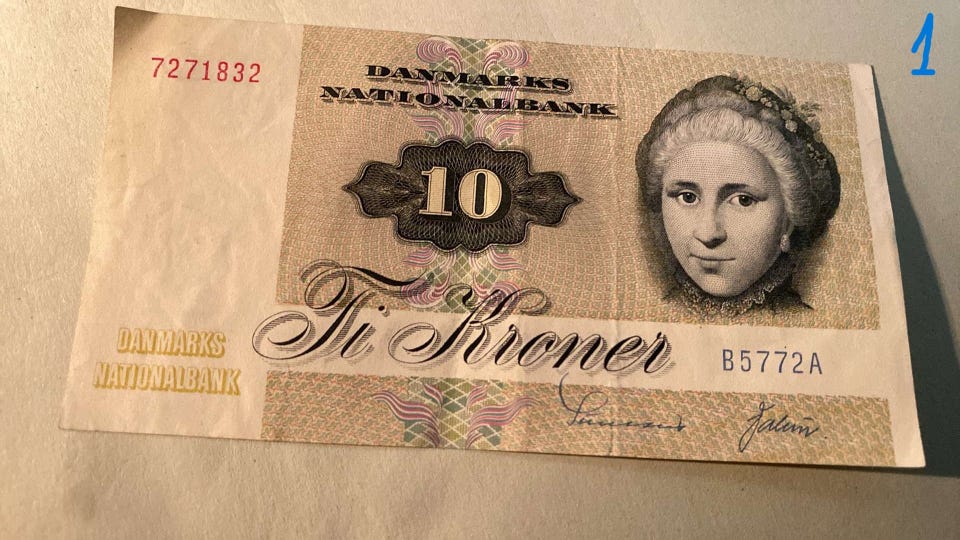 1
7271832
DANMARKS
NATIONALBANK
10
Ti Kroner
DANMARKS
NATIONALBANK
B5772A